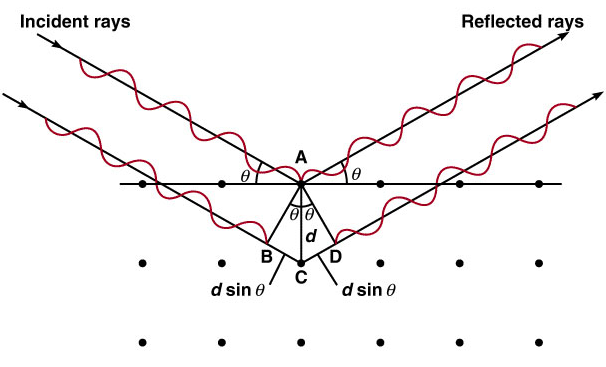 Incident rays
Reflected rays
A
θ
θ
θ θ
d
B
D
C
d sin θ
d sin θ